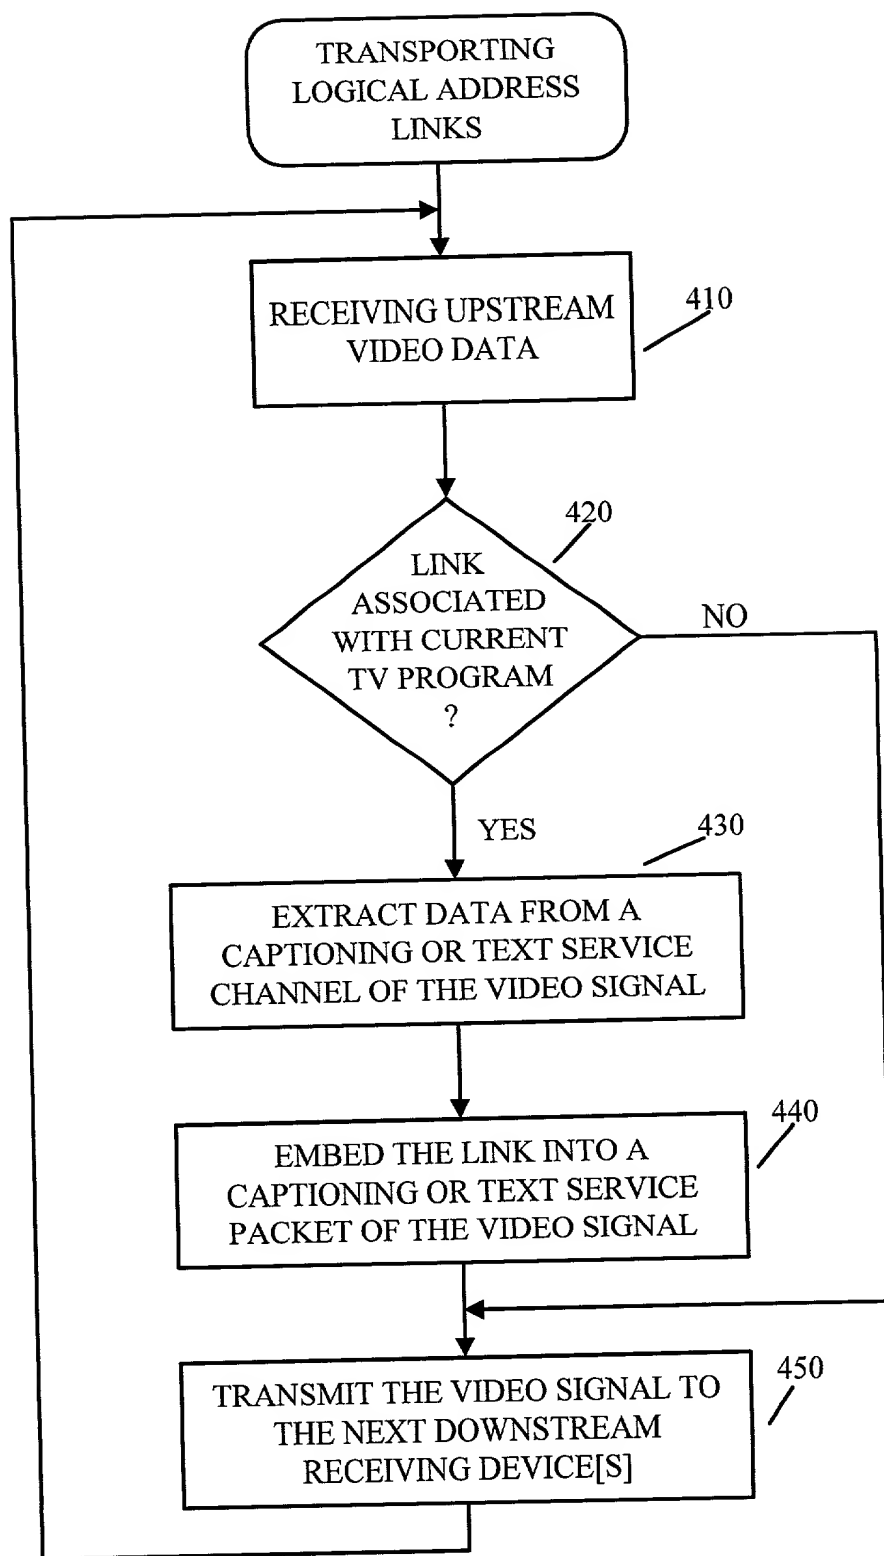 TRANSPORTING
LOGICAL ADDRESS
LINKS
RECEIVING UPSTREAM
VIDEO DATA
410
420
LINK
ASSOCIATED
WITH CURRENT
TV PROGRAM
?
NO
YES
430
EXTRACT DATA FROM A
CAPTIONING OR TEXT SERVICE
CHANNEL OF THE VIDEO SIGNAL
440
EMBED THE LINK INTO A
CAPTIONING OR TEXT SERVICE
PACKET OF THE VIDEO SIGNAL
450
TRANSMIT THE VIDEO SIGNAL TO
THE NEXT DOWNSTREAM
RECEIVING DEVICE[S]